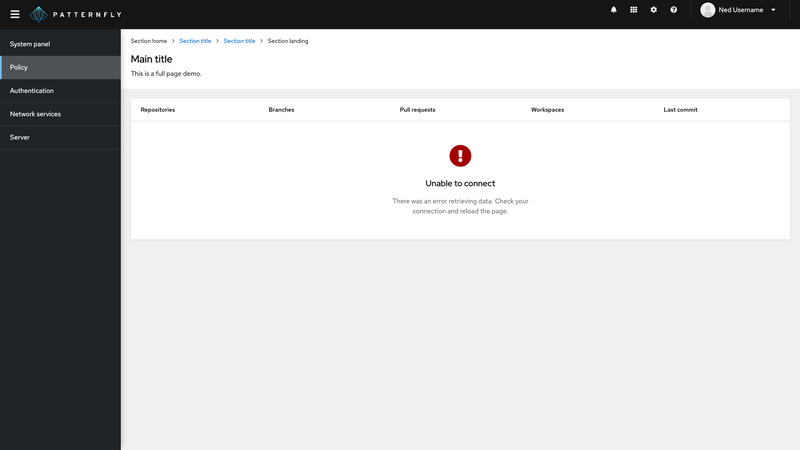 PATTERNFLY
Ned Username
System panel
Policy
Authentication
Network services
Server
Section home > Section title > Section title > Section landing
Main title
This is a full page demo.
Repositories Branches Pull requests Workspaces Last commit
Unable to connect
There was an error retrieving data. Check your
connection and reload the page.